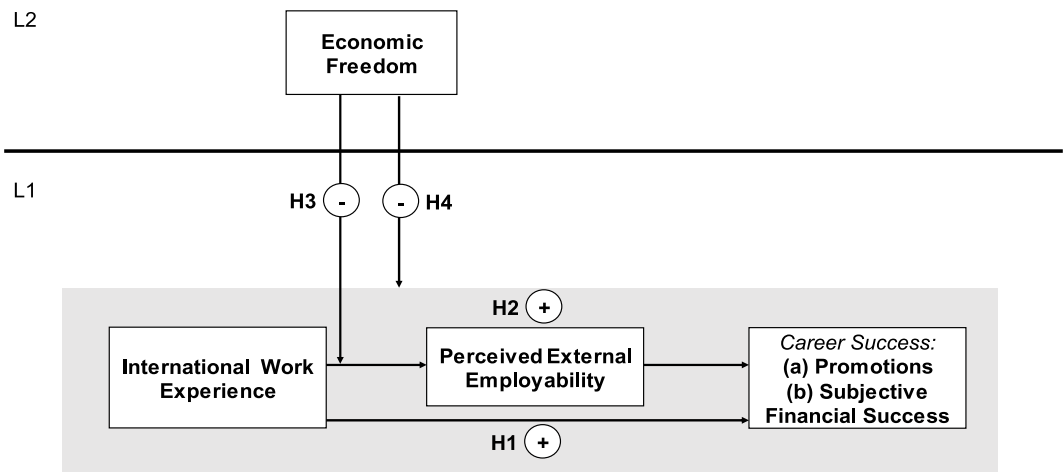 L2
Economic
Freedom
L1
H3 - - H4
H2 +
International Work
Experience
Perceived External
Employability
Career Success:
(a) Promotions
(b) Subjective
Financial Success
H1 +